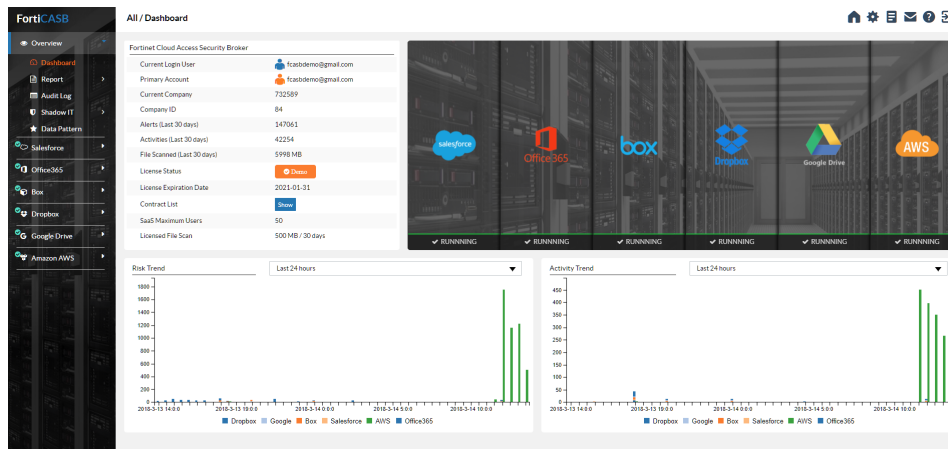 FortiCASB
All / Dashboard
Overview
Dashboard
Report
Audit Log
Shadow IT
Data Pattern
Salesforce
Office365
Box
Dropbox
Google Drive
Amazon AWS
Fortinet Cloud Access Security Broker
Current Login User fcasbdemo@gmail.com
Primary Account fcasbdemo@gmail.com
Current Company 732589
Company ID 84
Alerts (Last 30 days) 147061
Activities (Last 30 days) 42254
File Scanned (Last 30 days) 5998 MB
License Status Demo
License Expiration Date 2021-01-31
Contract List Show
SaaS Maximum Users 50
Licensed File Scan 500 MB / 30 days
salesforce Office 365 box Dropbox Google Drive AWS
RUNNNING RUNNNING RUNNNING RUNNNING RUNNNING RUNNNING
Risk Trend Last 24 hours
1800
1600
1400
1200
1000
800
600
400
200
0
2018-3-13 14:0:0 2018-3-13 19:0:0 2018-3-14 0:0:0 2018-3-14 5:0:0 2018-3-14 10:0:0
Dropbox Google Box Salesforce AWS Office365
Activity Trend Last 24 hours
450
400
350
300
250
200
150
100
50
0
2018-3-13 14:0:0 2018-3-13 19:0:0 2018-3-14 0:0:0 2018-3-14 5:0:0 2018-3-14 10:0:0
Dropbox Google Box Salesforce AWS Office365